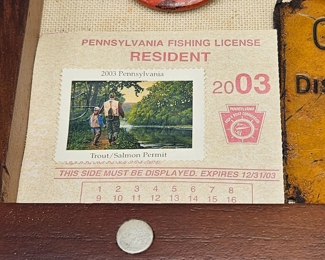 PENNSYLVANIA FISHING LICENSE
RESIDENT
2003 Pennsylvania
2003
PENNSYLVANIA
Trout/Salmon Permit
THIS SIDE MUST BE DISPLAYED. EXPIRES 12/31/03
1 2 3 4 5 6 7 8
9 10 11 12 13 14 15 16
DIS